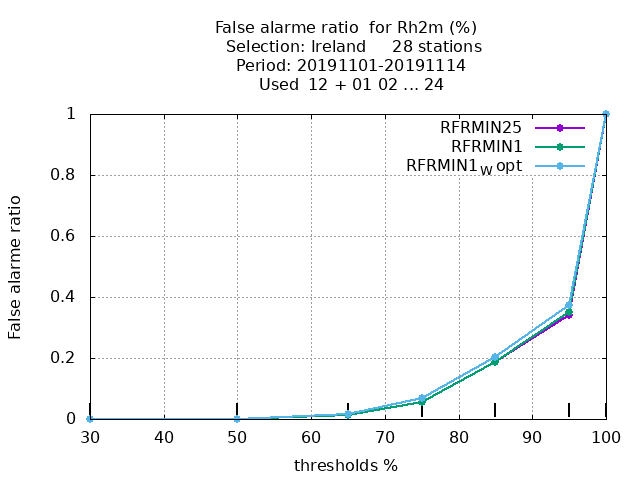 False alarme ratio  for Rh2m (%)
Selection: Ireland     28 stations
Period: 20191101-20191114
Used  12 + 01 02 ... 24
RFRMIN25
RFRMIN1
RFRMIN1W opt
False alarme ratio
1
0.8
0.6
0.4
0.2
0
30 40 50 60 70 80 90 100
thresholds %